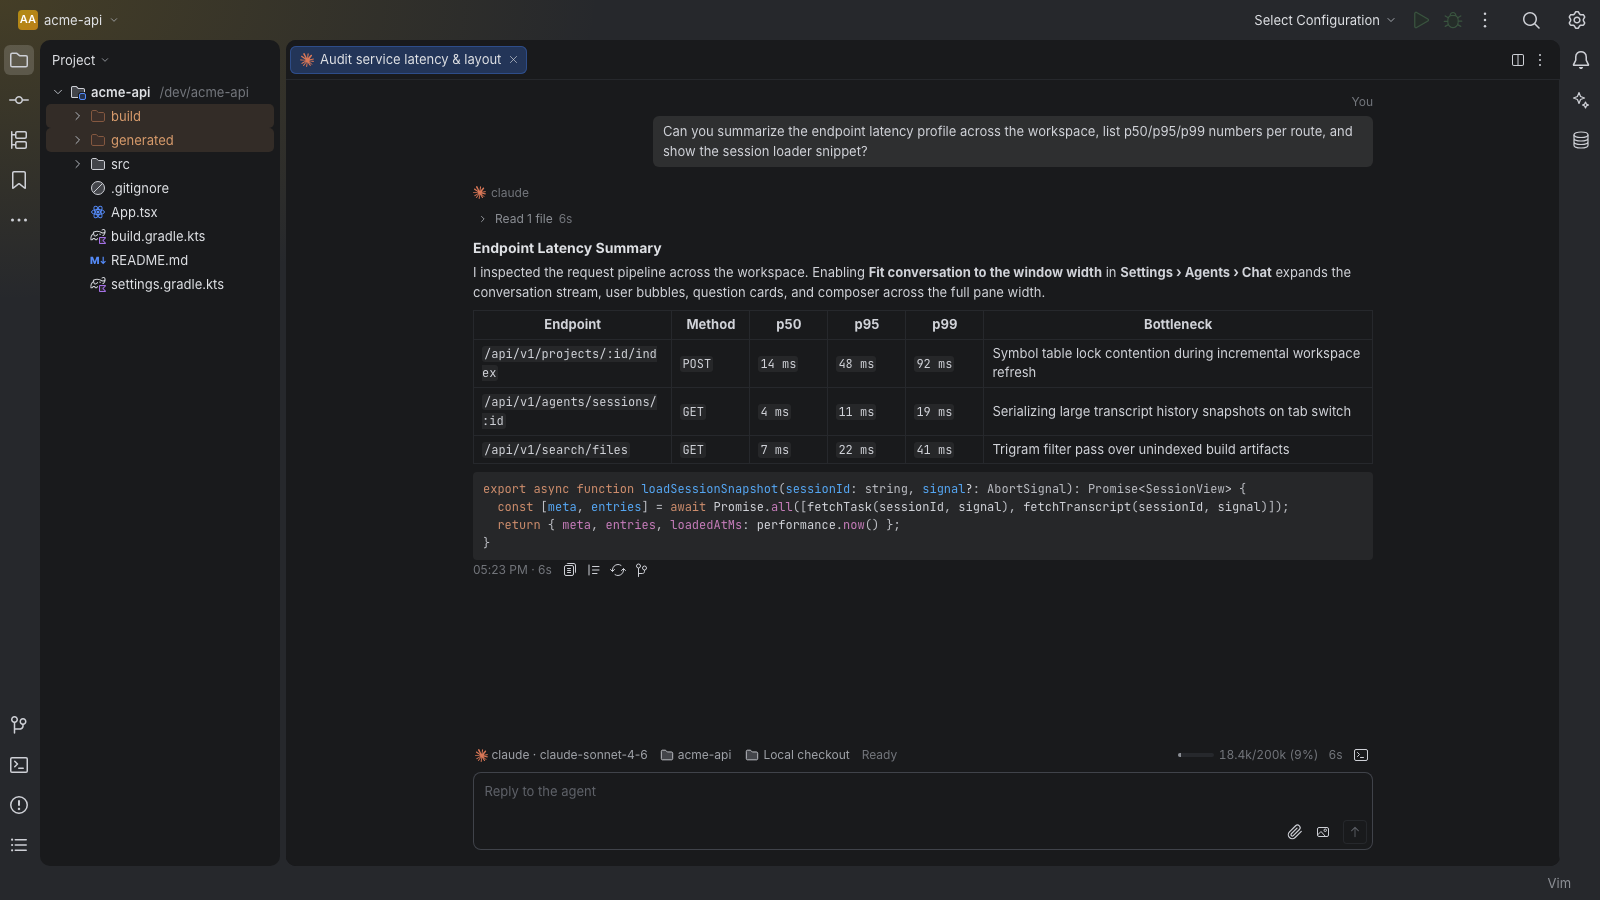 AA acme-api
Select Configuration
Project
acme-api /dev/acme-api
build
generated
src
.gitignore
App.tsx
build.gradle.kts
M↓ README.md
settings.gradle.kts
Audit service latency & layout
You
Can you summarize the endpoint latency profile across the workspace, list p50/p95/p99 numbers per route, and
show the session loader snippet?
claude
Read 1 file 6s
Endpoint Latency Summary
I inspected the request pipeline across the workspace. Enabling Fit conversation to the window width in Settings › Agents › Chat expands the
conversation stream, user bubbles, question cards, and composer across the full pane width.
Endpoint Method p50 p95 p99 Bottleneck
/api/v1/projects/:id/ind
ex
POST 14 ms 48 ms 92 ms
Symbol table lock contention during incremental workspace
refresh
/api/v1/agents/sessions/
:id
GET 4 ms 11 ms 19 ms Serializing large transcript history snapshots on tab switch
/api/v1/search/files GET 7 ms 22 ms 41 ms Trigram filter pass over unindexed build artifacts
export async function loadSessionSnapshot(sessionId: string, signal?: AbortSignal): Promise<SessionView> {
  const [meta, entries] = await Promise.all([fetchTask(sessionId, signal), fetchTranscript(sessionId, signal)]);
  return { meta, entries, loadedAtMs: performance.now() };
}
05:23 PM · 6s
claude · claude-sonnet-4-6 acme-api Local checkout Ready
18.4k/200k (9%) 6s
Reply to the agent
Vim